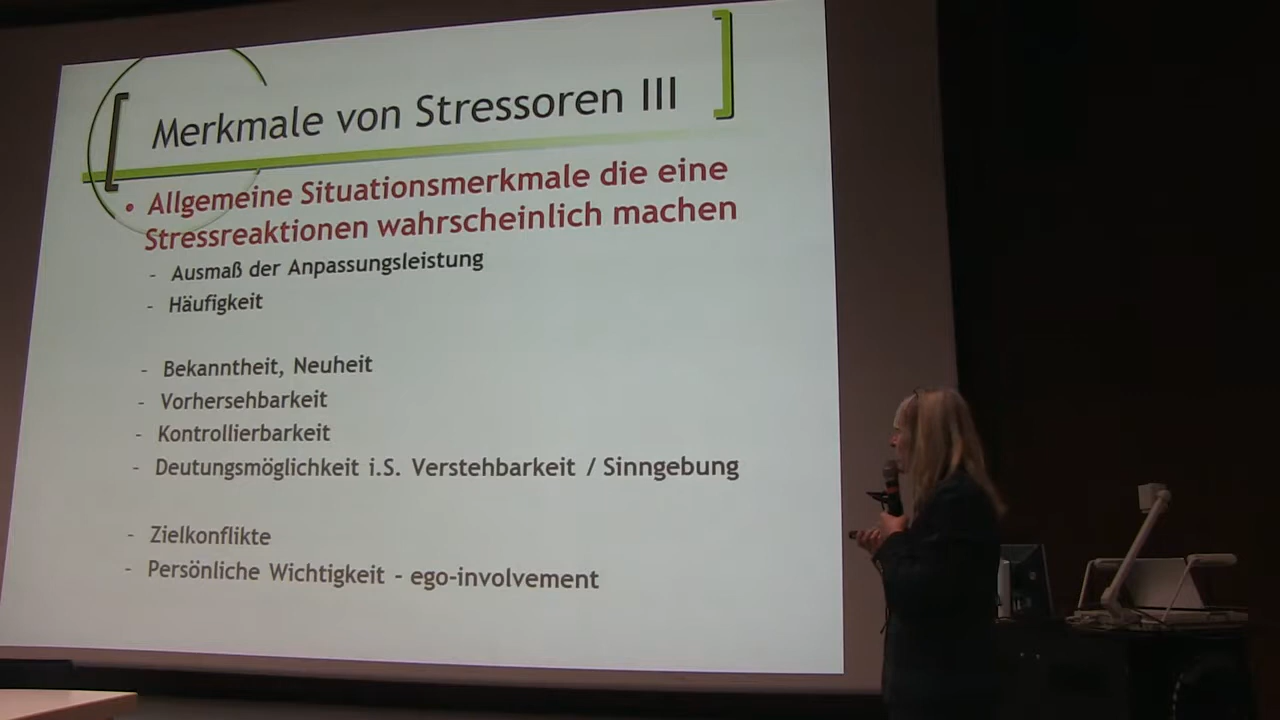 Merkmale von Stressoren III
• Allgemeine Situationsmerkmale die eine
Stressreaktionen wahrscheinlich machen
- Ausmaß der Anpassungsleistung
- Häufigkeit
- Bekanntheit, Neuheit
- Vorhersehbarkeit
- Kontrollierbarkeit
- Deutungsmöglichkeit i.S. Verstehbarkeit / Sinngebung
- Zielkonflikte
- Persönliche Wichtigkeit - ego-involvement